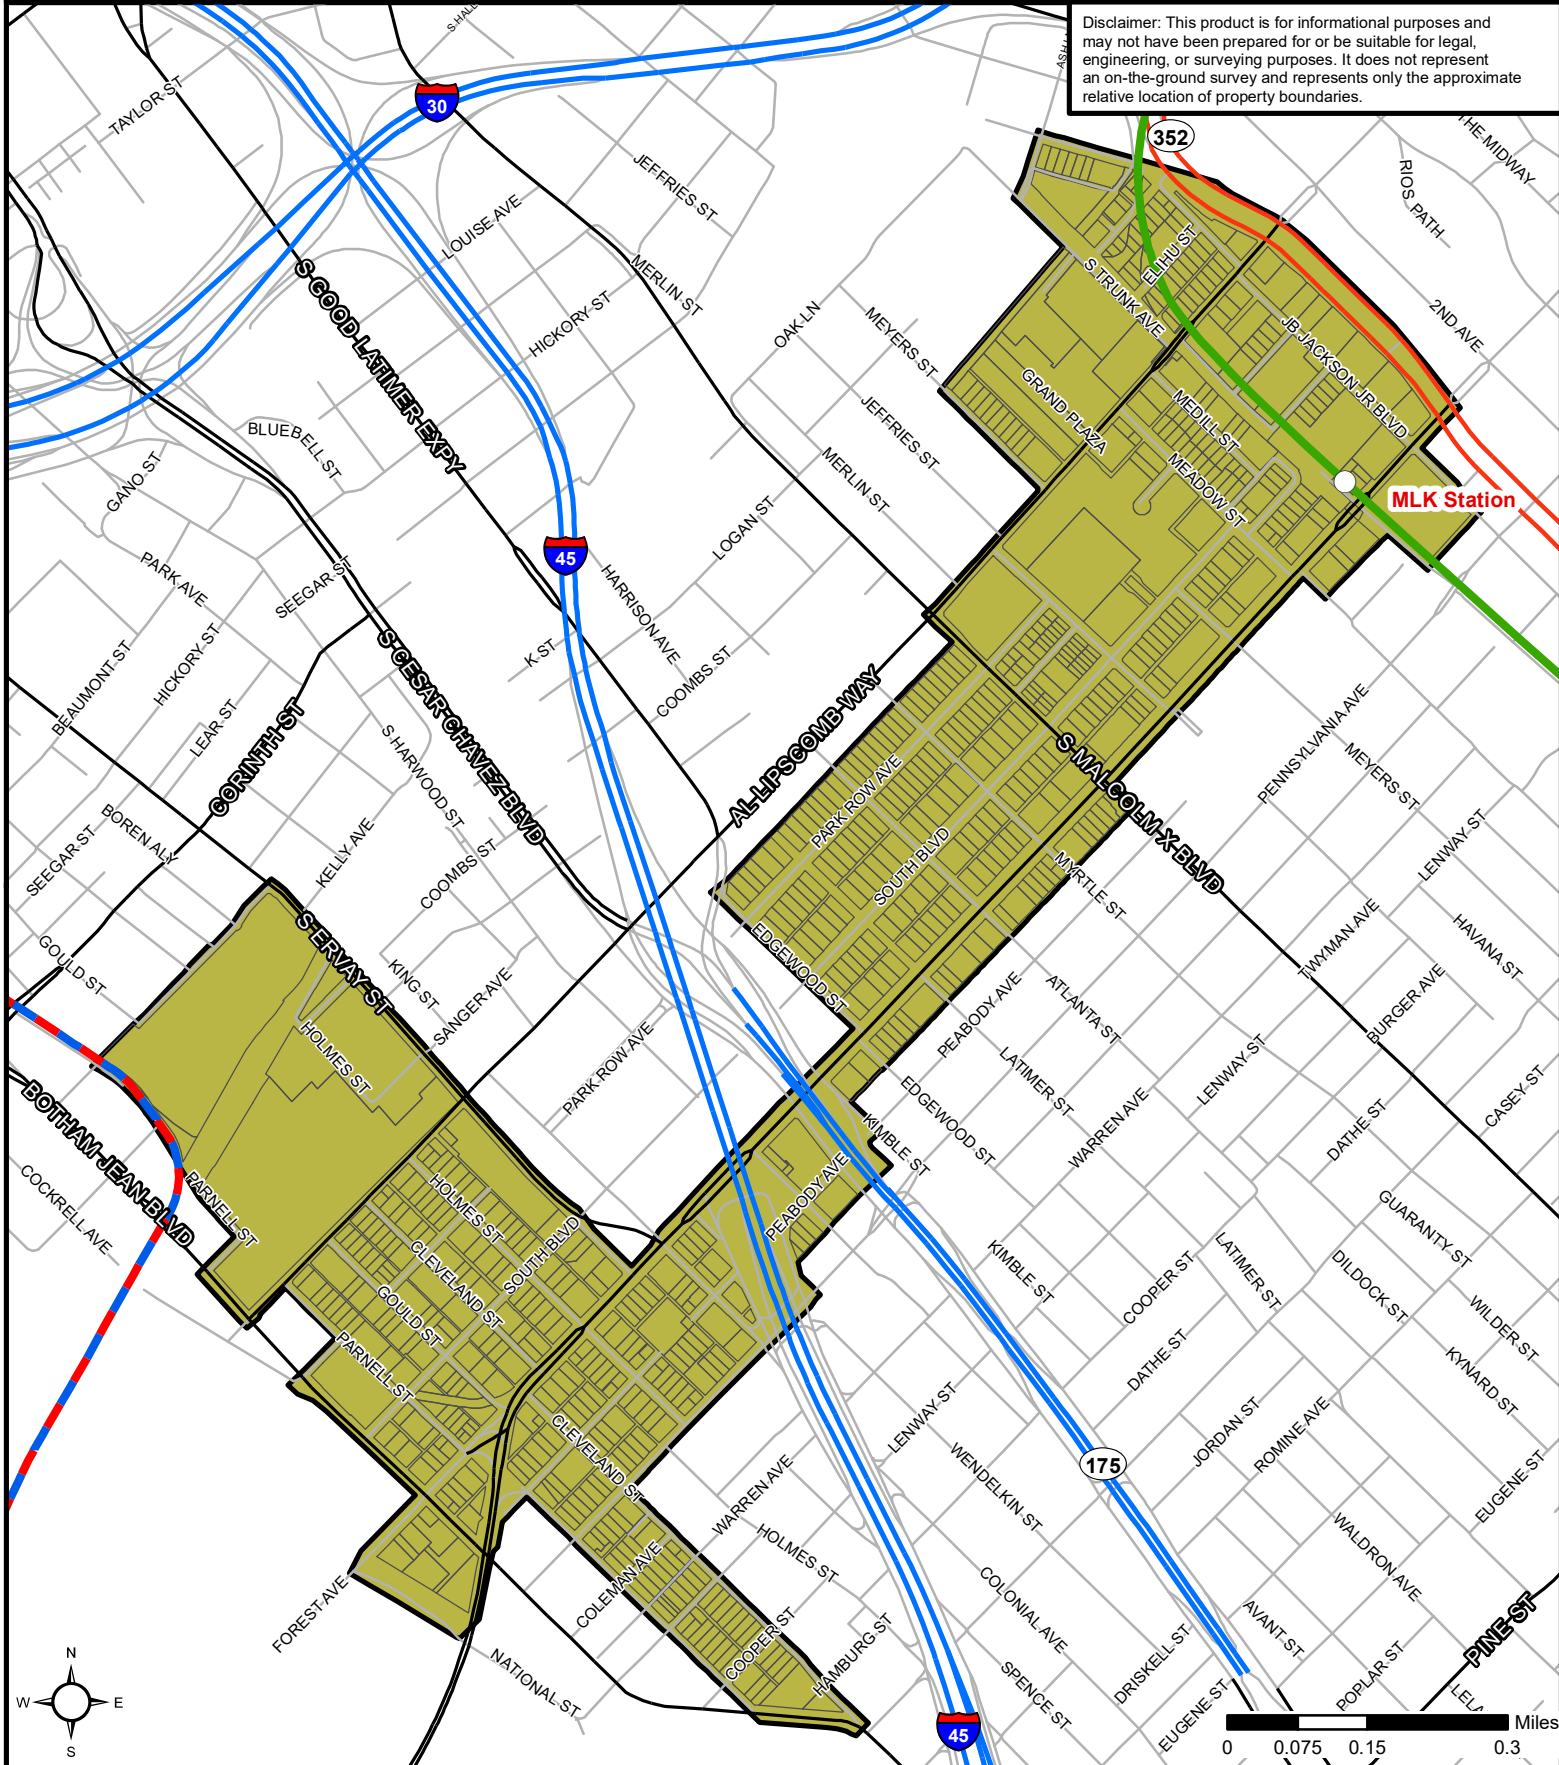 S HALL
Disclaimer: This product is for informational purposes and
may not have been prepared for or be suitable for legal,
engineering, or surveying purposes. It does not represent
an on-the-ground survey and represents only the approximate
relative location of property boundaries.
TAYLOR ST
30
352
THE MIDWAY
JEFFRIES ST
RIOS PATH
LOUISE AVE
ELIHU ST
S TRUNK AVE
MERLIN ST
S GOOD LATIMER EXPY
HICKORY ST
OAK LN
MEYERS ST
2ND AVE
JB JACKSON JR BLVD
GRAND PLAZA
MEDILL ST
BLUEBELL ST
JEFFRIES ST
MERLIN ST
MEADOW ST
GANO ST
MLK Station
LOGAN ST
45
PARK AVE
SEEGAR ST
HARRISON AVE
K ST
COOMBS ST
BEAUMONT ST
HICKORY ST
LEAR ST
CORINTH ST
S CESAR CHAVEZ BLVD
S HARWOOD ST
AL LIPSCOMB WAY
S MALCOLM X BLVD
PENNSYLVANIA AVE
MEYERS ST
PARK ROW AVE
SOUTH BLVD
BOREN ALY
SEEGAR ST
KELLY AVE
COOMBS ST
LENWAY ST
MYRTLE ST
S ERVAY ST
GOULD ST
KING ST
SANGER AVE
EDGEWOOD ST
TWYMAN AVE
HAVANA ST
PEABODY AVE
ATLANTA ST
BURGER AVE
HOLMES ST
PARK ROW AVE
LATIMER ST
LENWAY ST
EDGEWOOD ST
WARREN AVE
CASEY ST
BOTHAM JEAN BLVD
KIMBLE ST
DATHE ST
COCKRELL AVE
PARNELL ST
HOLMES ST
PEABODY AVE
GUARANTY ST
SOUTH BLVD
CLEVELAND ST
KIMBLE ST
COOPER ST
LATIMER ST
DILDOCK ST
GOULD ST
WILDER ST
PARNELL ST
DATHE ST
KYNARD ST
CLEVELAND ST
LENWAY ST
WENDELKIN ST
JORDAN ST
ROMINE AVE
175
WARREN AVE
EUGENE ST
HOLMES ST
WALDRON AVE
FOREST AVE
COLEMAN AVE
COLONIAL AVE
COOPER ST
HAMBURG ST
AVANT ST
PINE ST
NATIONAL ST
SPENCE ST
DRISKELL ST
EUGENE ST
POPLAR ST
45
N
W E
S
Miles
0 0.075 0.15 0.3